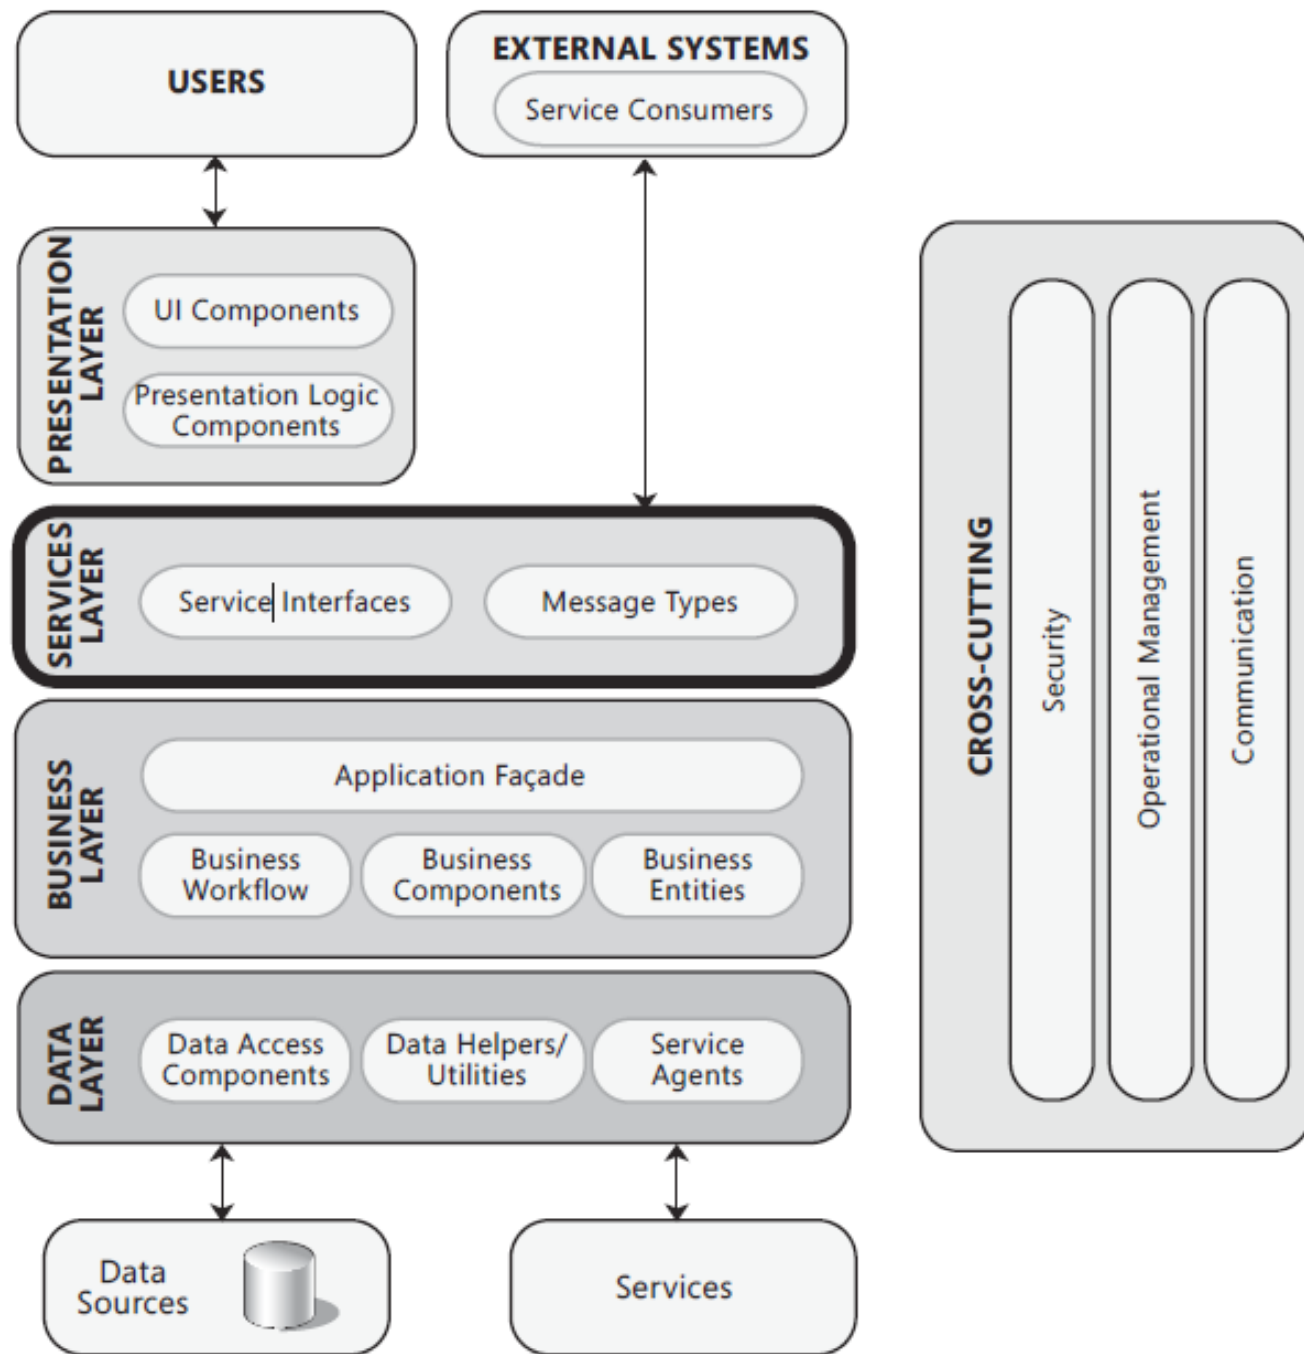 USERS
EXTERNAL SYSTEMS
Service Consumers
PRESENTATION
LAYER
UI Components
Presentation Logic
Components
SERVICES
LAYER
Service Interfaces
Message Types
BUSINESS
LAYER
Application Façade
Business
Workflow
Business
Components
Business
Entities
DATA
LAYER
Data Access
Components
Data Helpers/
Utilities
Service
Agents
Data
Sources
Services
CROSS-CUTTING
Security
Operational Management
Communication